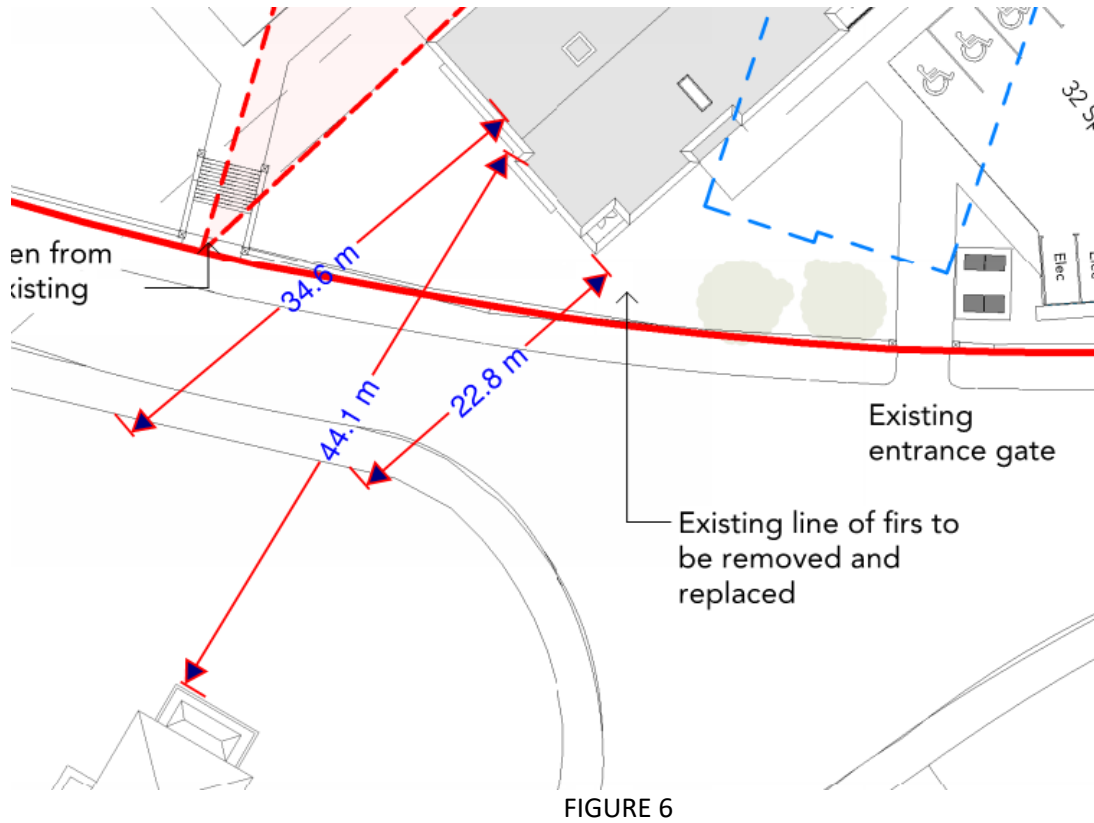 32
en from
xisting
34.6 m
44.1 m
22.8 m
Elec
Existing
entrance gate
Existing line of firs to
be removed and
replaced
FIGURE 6